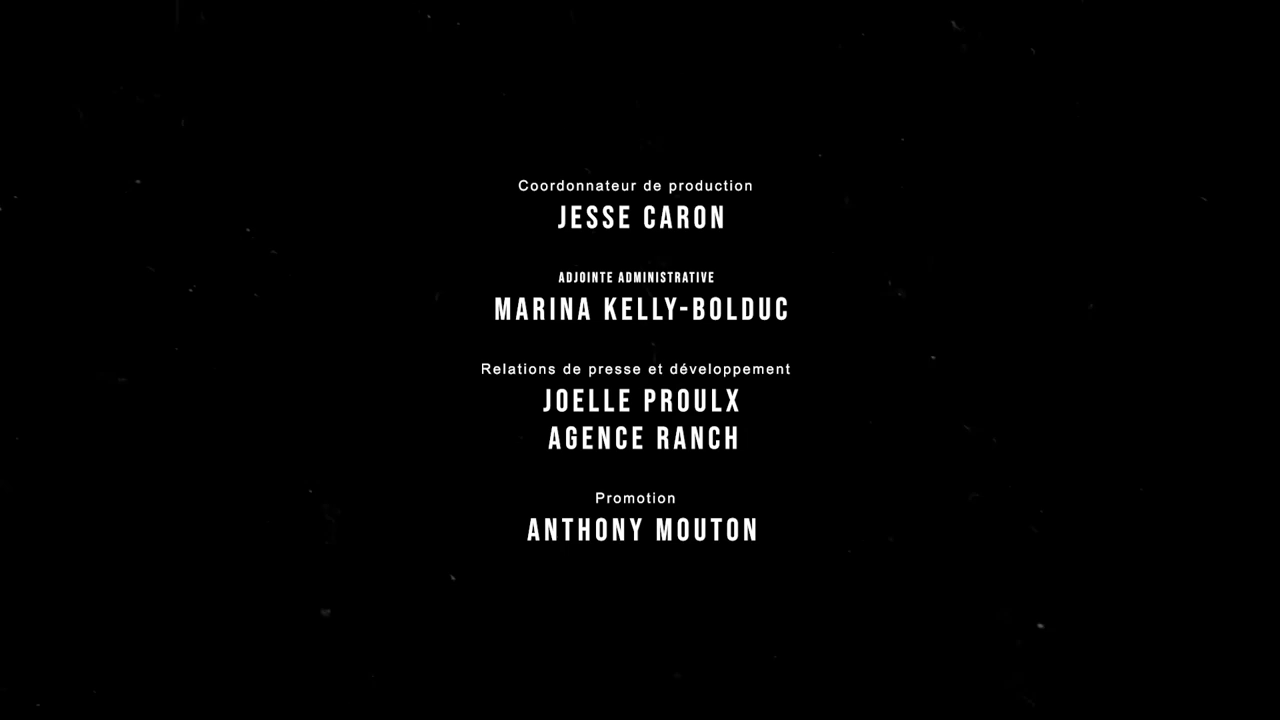 Coordonnateur de production
JESSE CARON
ADJOINTE ADMINISTRATIVE
MARINA KELLY-BOLDUC
Relations de presse et développement
JOELLE PROULX
AGENCE RANCH
Promotion
ANTHONY MOUTON